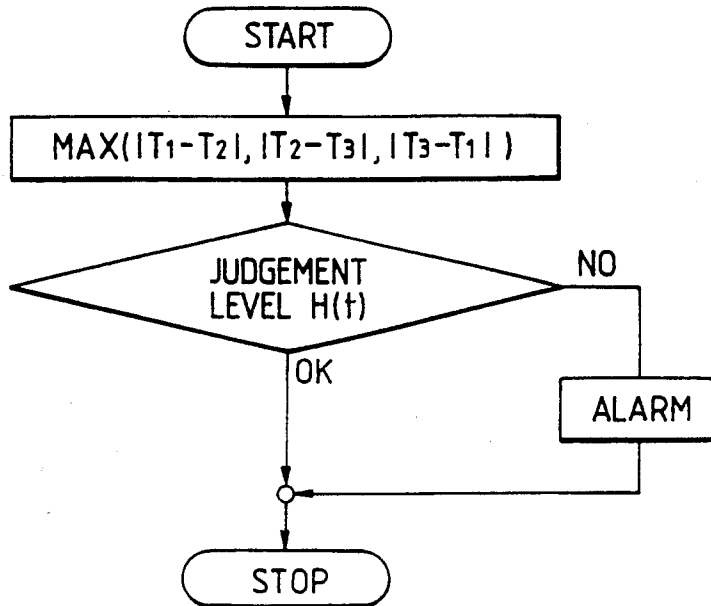 START
MAX(|T1-T2|,|T2-T3|,|T3-T1|)
JUDGEMENT
LEVEL H(t)
NO
OK
ALARM
STOP